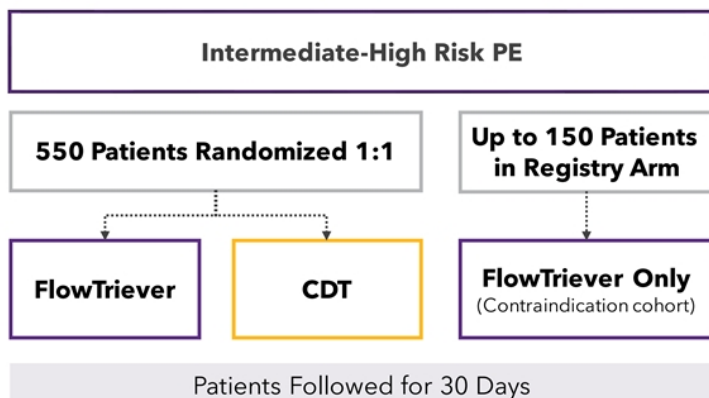 Intermediate-High Risk PE
550 Patients Randomized 1:1
Up to 150 Patients
in Registry Arm
FlowTriever
CDT
FlowTriever Only
(Contraindication cohort)
Patients Followed for 30 Days